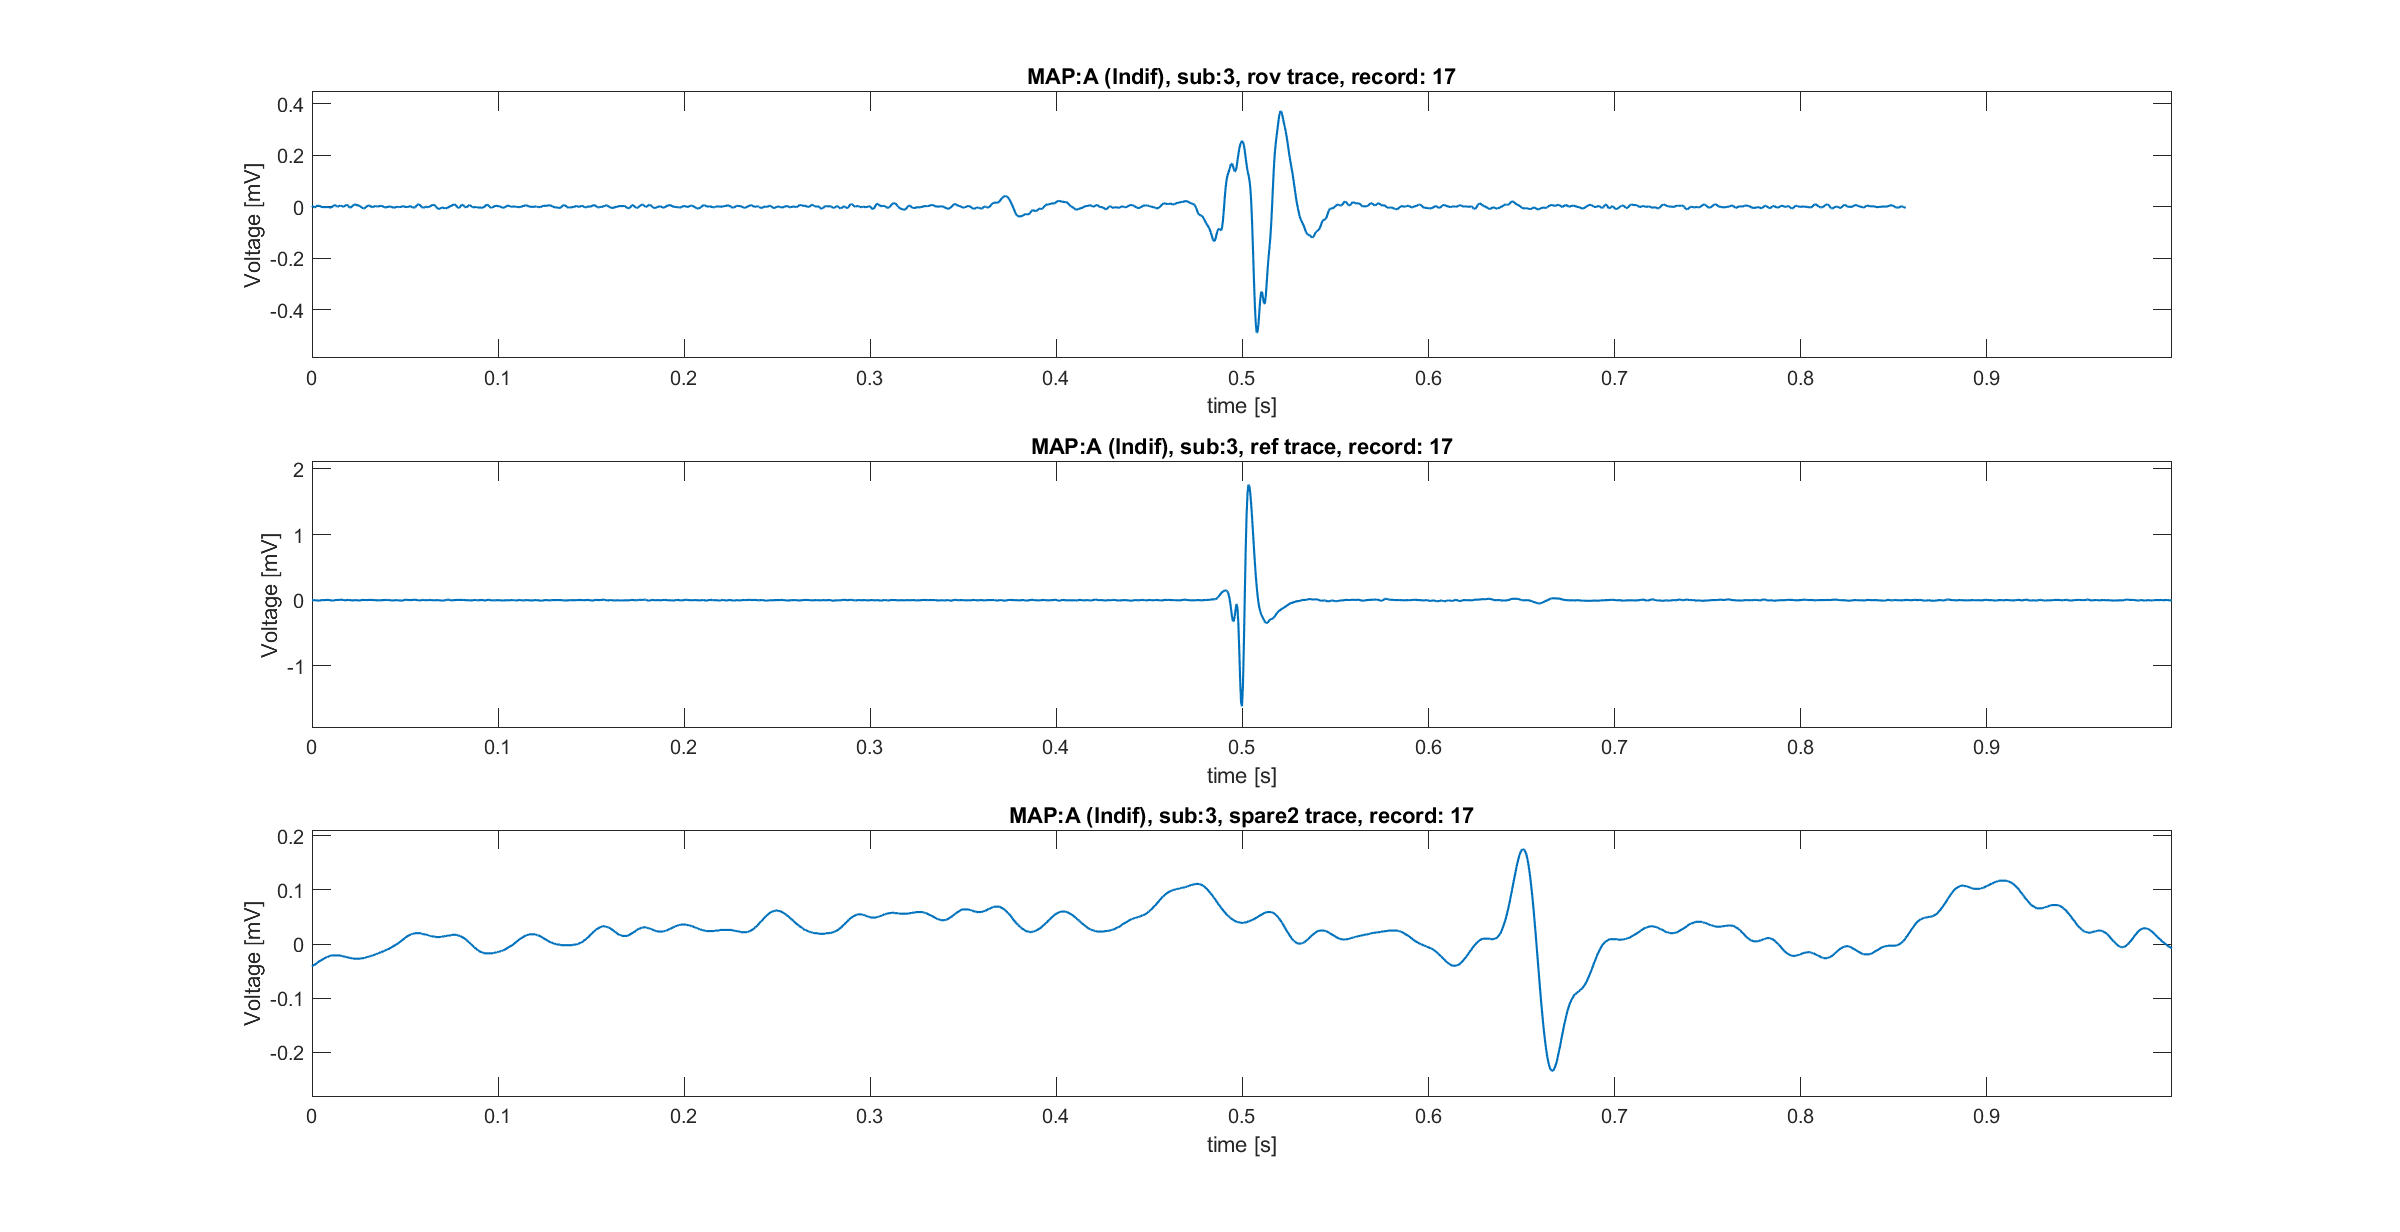 MAP:A (Indif), sub:3, rov trace, record: 17
0.4
0.2
0
-0.2
-0.4
Voltage [mV]
0 0.1 0.2 0.3 0.4 0.5 0.6 0.7 0.8 0.9
time [s]
MAP:A (Indif), sub:3, ref trace, record: 17
2
1
0
-1
Voltage [mV]
0 0.1 0.2 0.3 0.4 0.5 0.6 0.7 0.8 0.9
time [s]
MAP:A (Indif), sub:3, spare2 trace, record: 17
0.2
0.1
0
-0.1
-0.2
Voltage [mV]
0 0.1 0.2 0.3 0.4 0.5 0.6 0.7 0.8 0.9
time [s]